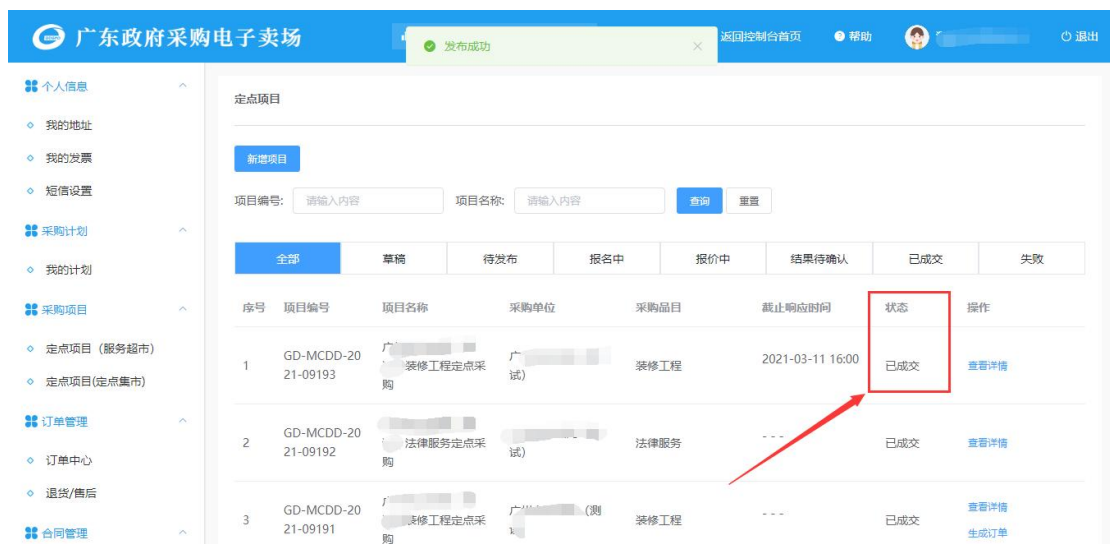 广东政府采购电子卖场
发布成功
返回控制台首页
帮助
退出
个人信息
我的地址
我的发票
短信设置
采购计划
我的计划
采购项目
定点项目（服务超市）
定点项目(定点集市)
订单管理
订单中心
退货/售后
合同管理
定点项目
新增项目
项目编号: 请输入内容 项目名称: 请输入内容 查询 重置
全部 草稿 待发布 报名中 报价中 结果待确认 已成交 失败
序号 项目编号 项目名称 采购单位 采购品目 截止响应时间 状态 操作
1 GD-MCDD-20 广 广 装修工程 2021-03-11 16:00 已成交 查看详情
21-09193 装修工程定点采 试)
购
2 GD-MCDD-20 法律服务 - - - 已成交 查看详情
21-09192 法律服务定点采 试)
购
3 GD-MCDD-20 (测 装修工程 - - - 已成交 查看详情
21-09191 装修工程定点采 生成订单
购